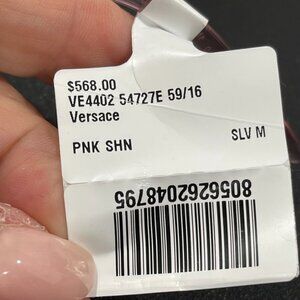 $568.00
VE4402 54727E 59/16
Versace
PNK SHN SLV M
8056262048795